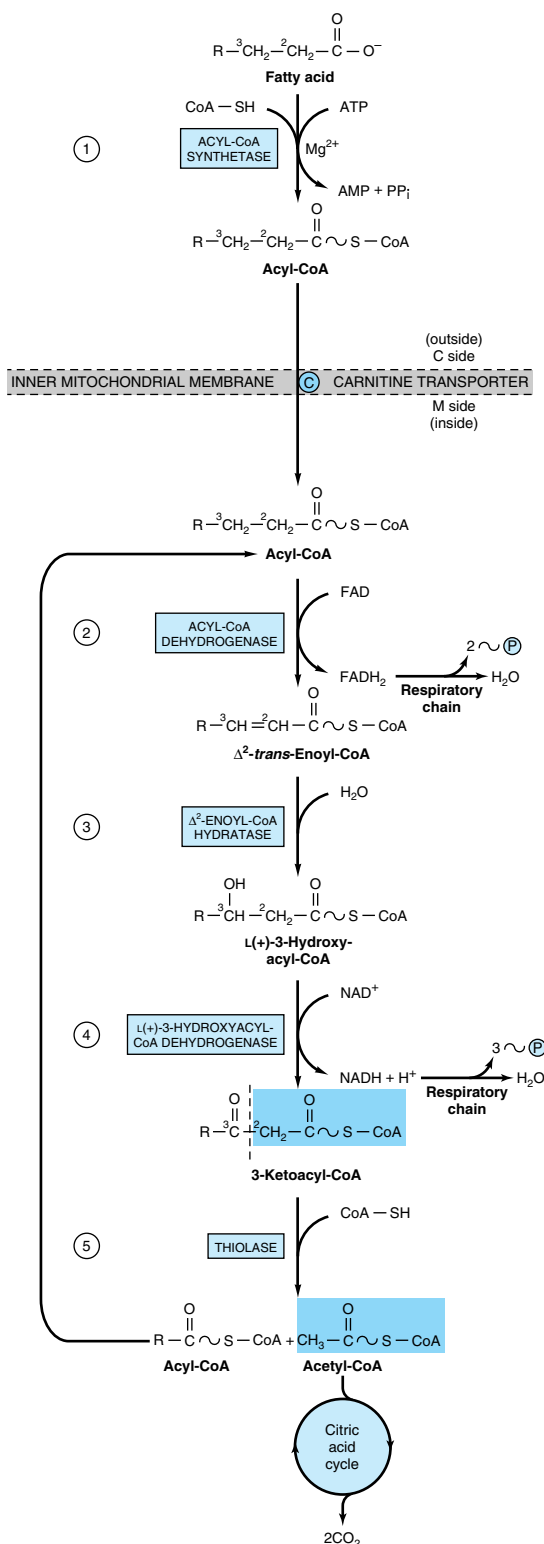 O
R — ³CH₂ — ²CH₂ — C — O⁻
Fatty acid
CoA — SH ATP
① ACYL-CoA
SYNTHETASE Mg²⁺
AMP + PPi
O
R — ³CH₂ — ²CH₂ — C ~ S — CoA
Acyl-CoA
(outside)
C side
INNER MITOCHONDRIAL MEMBRANE C CARNITINE TRANSPORTER
M side
(inside)
O
R — ³CH₂ — ²CH₂ — C ~ S — CoA
Acyl-CoA
FAD
② ACYL-CoA
DEHYDROGENASE
2 ~ P
FADH₂ H₂O
Respiratory
chain
O
R — ³CH = ²CH — C ~ S — CoA
Δ²-trans-Enoyl-CoA
H₂O
③ Δ²-ENOYL-CoA
HYDRATASE
OH O
R — ³CH — ²CH₂ — C ~ S — CoA
L(+)-3-Hydroxy-
acyl-CoA
NAD⁺
④ L(+)-3-HYDROXYACYL-
CoA DEHYDROGENASE
3 ~ P
NADH + H⁺ H₂O
Respiratory
chain
O O
R — ³C — ²CH₂ — C ~ S — CoA
3-Ketoacyl-CoA
CoA — SH
⑤ THIOLASE
O O
R — C ~ S — CoA + CH₃ — C ~ S — CoA
Acyl-CoA Acetyl-CoA
Citric
acid
cycle
2CO₂